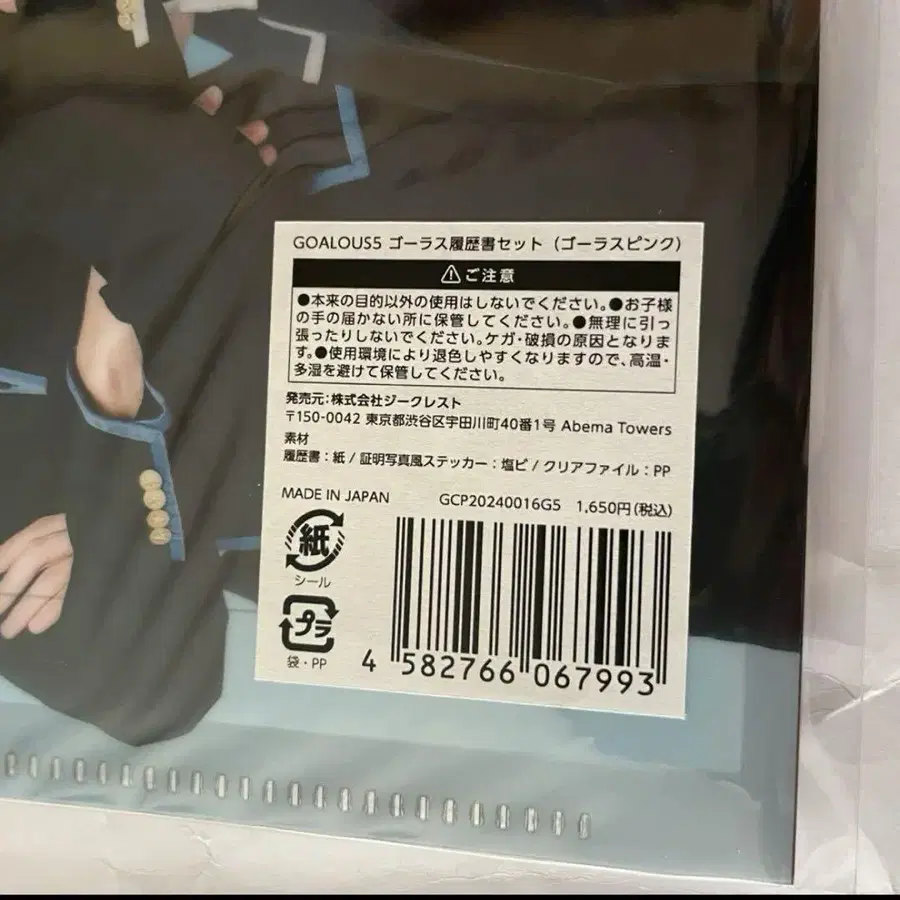 GOALOUS5 ゴーラス履歴書セット（ゴーラスピンク）
⚠ご注意
●本来の目的以外の使用はしないでください。●お子様
の手の届かない所に保管してください。●無理に引っ
張ったりしないでください。ケガ・破損の原因となりま
す。●使用環境により退色しやすくなりますので、高温・
多湿を避けて保管してください。
発売元：株式会社ジークレスト
〒150-0042 東京都渋谷区宇田川町40番1号 Abema Towers
素材
履歴書：紙 / 証明写真風ステッカー：塩ビ / クリアファイル：PP
MADE IN JAPAN GCP20240016G5 1,650円（税込）
紙
シール
プラ
袋・PP
4 582766 067993